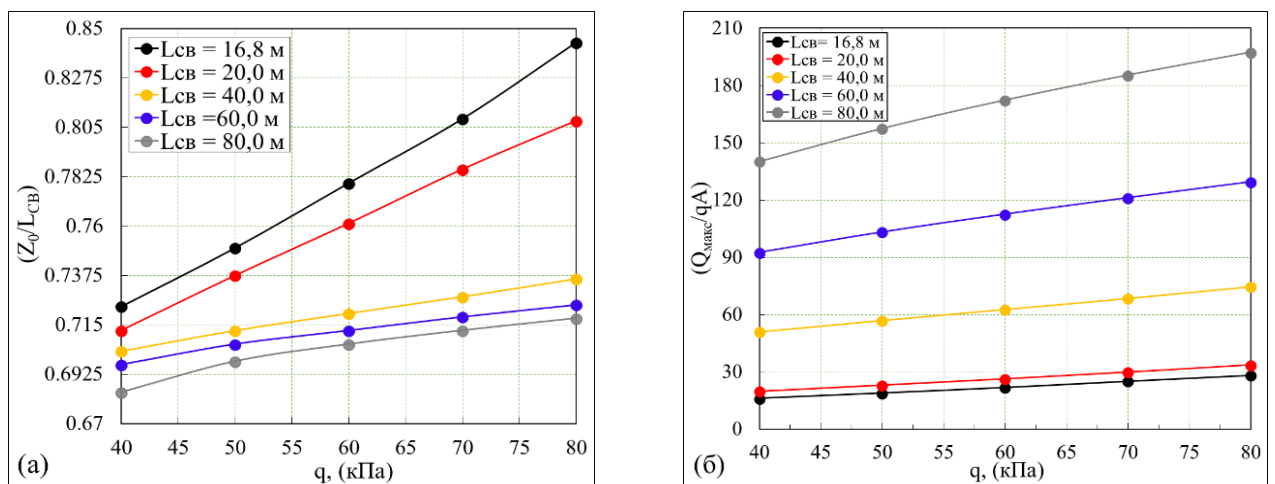 0.85
0.8275
0.805
0.7825
0.76
0.7375
0.715
0.6925
0.67
(Z₀/L_СВ)
Lсв = 16,8 м
Lсв = 20,0 м
Lсв = 40,0 м
Lсв =60,0 м
Lсв = 80,0 м
40 45 50 55 60 65 70 75 80
(а)
q, (кПа)
210
180
150
120
90
60
30
0
(Q_макс/qA)
Lсв= 16,8 м
Lсв = 20,0 м
Lсв = 40,0 м
Lсв = 60,0 м
Lсв = 80,0 м
40 45 50 55 60 65 70 75 80
(б)
q, (кПа)